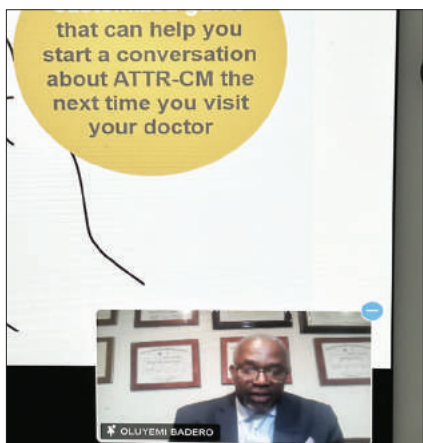 that can help you
start a conversation
about ATTR-CM the
next time you visit
your doctor
OLUYEMI BADERO